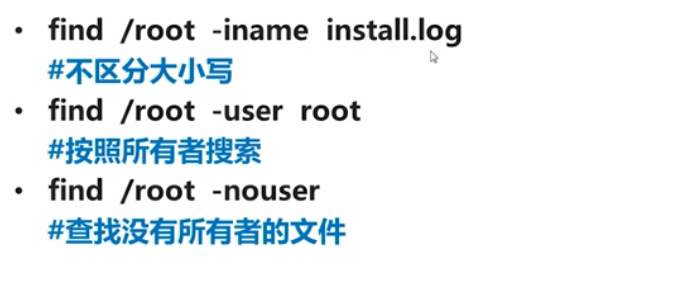 • find /root -iname install.log
#不区分大小写
• find /root -user root
#按照所有者搜索
• find /root -nouser
#查找没有所有者的文件